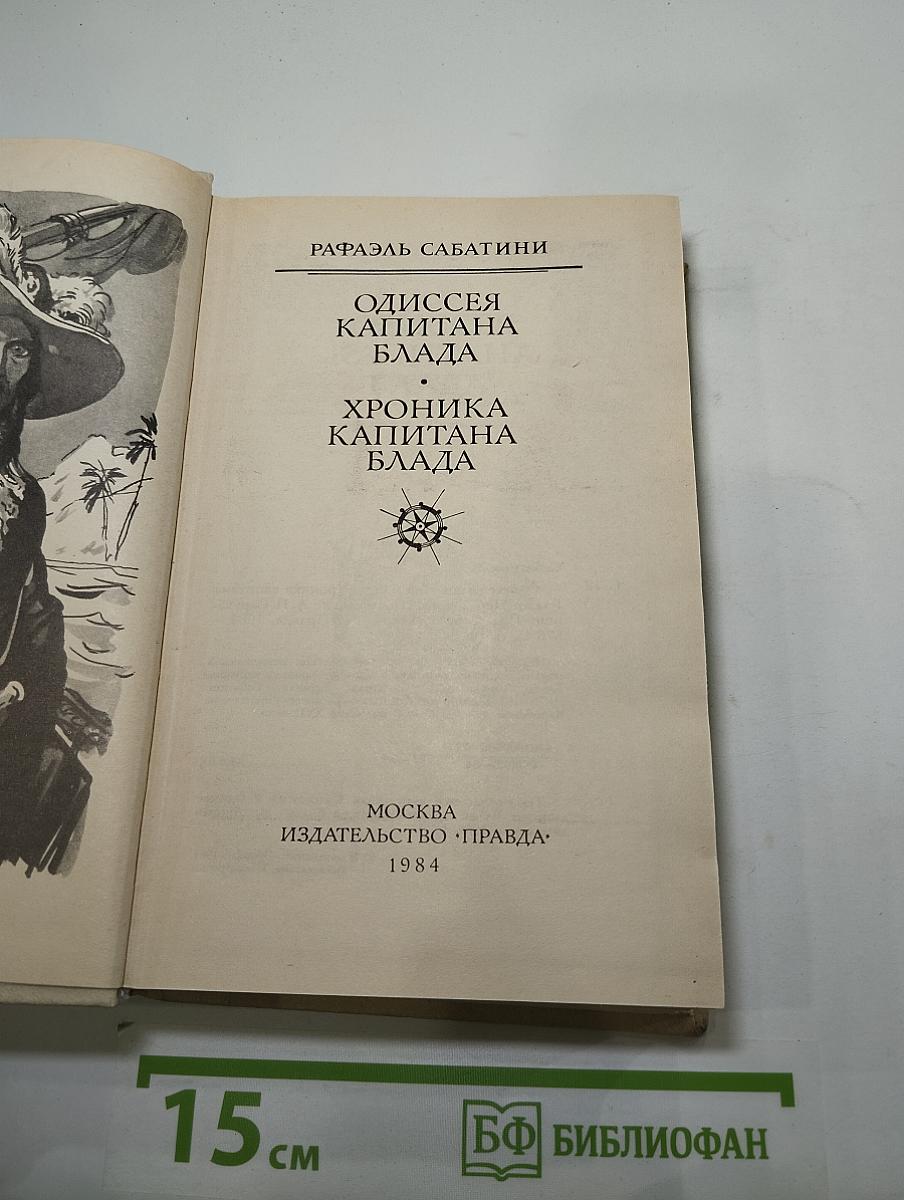 РАФАЭЛЬ САБАТИНИ
ОДИССЕЯ
КАПИТАНА
БЛАДА
•
ХРОНИКА
КАПИТАНА
БЛАДА
МОСКВА
ИЗДАТЕЛЬСТВО «ПРАВДА»
1984
15 см
БФ БИБЛИОФАН